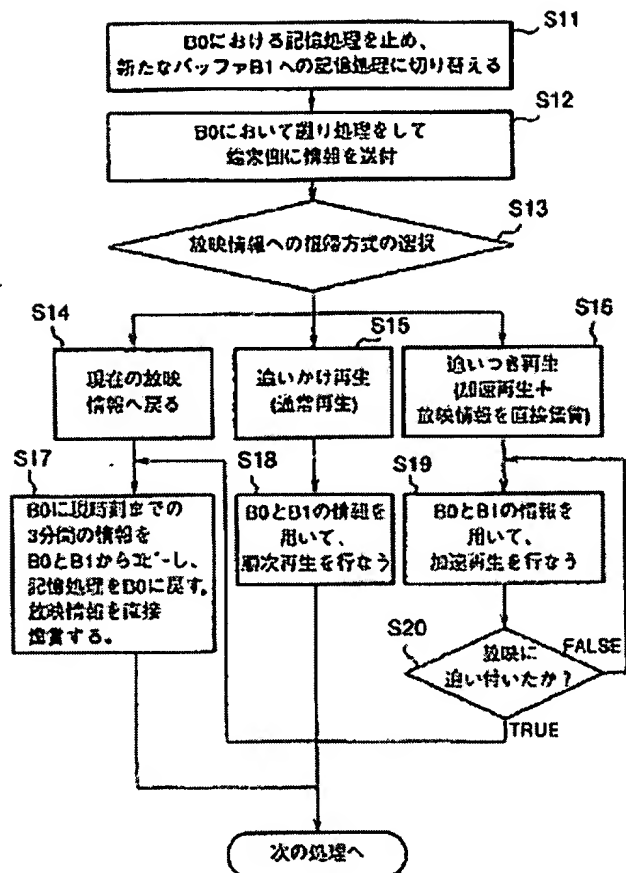 S11
B0における記憶処理を止め、
新たなバッファB1への記憶処理に切り替える
S12
B0において遡り処理をして
端末側に情報を送付
S13
放映情報への復帰方式の選択
S14
現在の放映
情報へ戻る
S15
追いかけ再生
(通常再生)
S16
追いつき再生
(加速再生+
放映情報を直接鑑賞)
S17
B0に現時刻までの
3分間の情報を
B0とB1からコピーし、
記憶処理をB0に戻す。
放映情報を直接
鑑賞する。
S18
B0とB1の情報を
用いて、
順次再生を行なう
S19
B0とB1の情報を
用いて、
加速再生を行なう
S20
放映に
追い付いたか?
FALSE
TRUE
次の処理へ